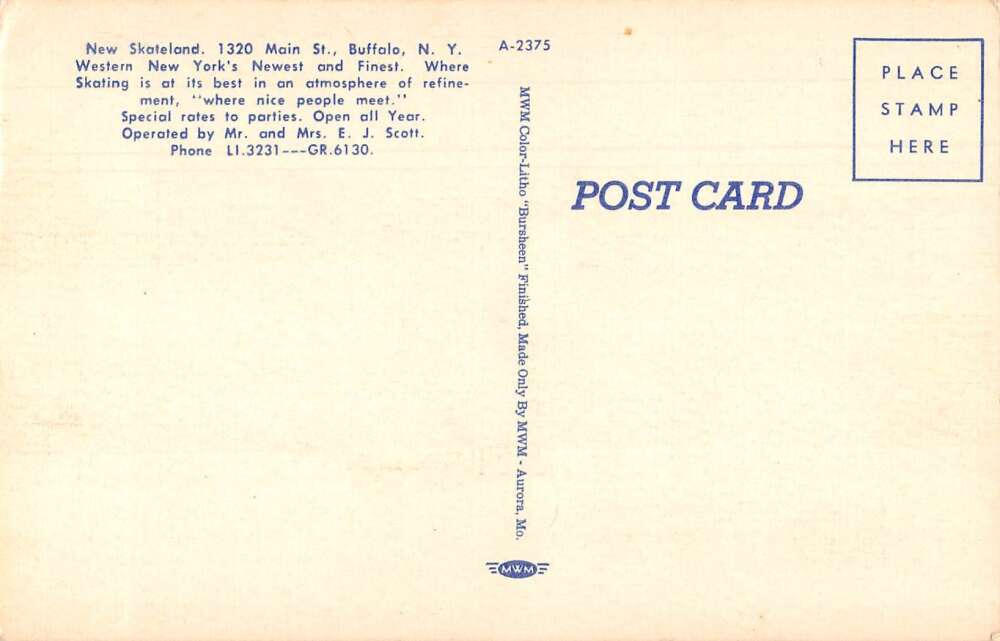 New Skateland. 1320 Main St., Buffalo, N. Y.
Western New York's Newest and Finest. Where
Skating is at its best in an atmosphere of refine-
ment, "where nice people meet."
Special rates to parties. Open all Year.
Operated by Mr. and Mrs. E. J. Scott.
Phone LI.3231---GR.6130.
A-2375
MWM Color-Litho "Bursheen" Finished, Made Only By MWM - Aurora, Mo.
MWM
POST CARD
PLACE
STAMP
HERE